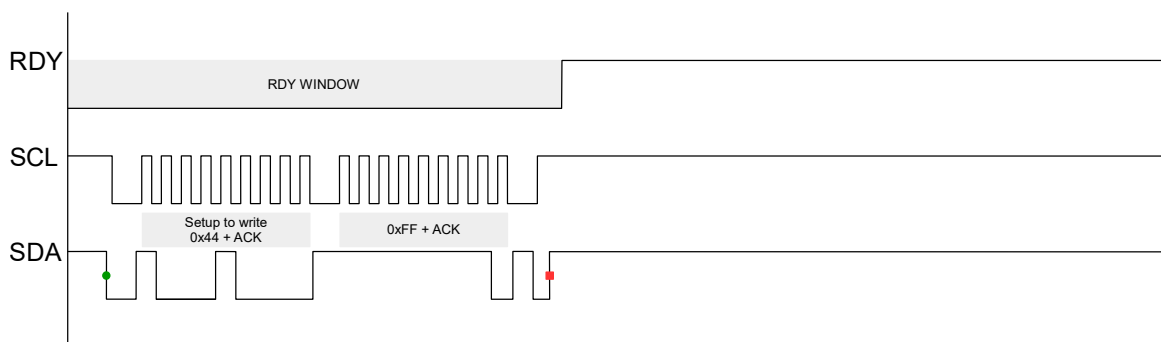 RDY
RDY WINDOW
SCL
Setup to write
0x44 + ACK
0xFF + ACK
SDA